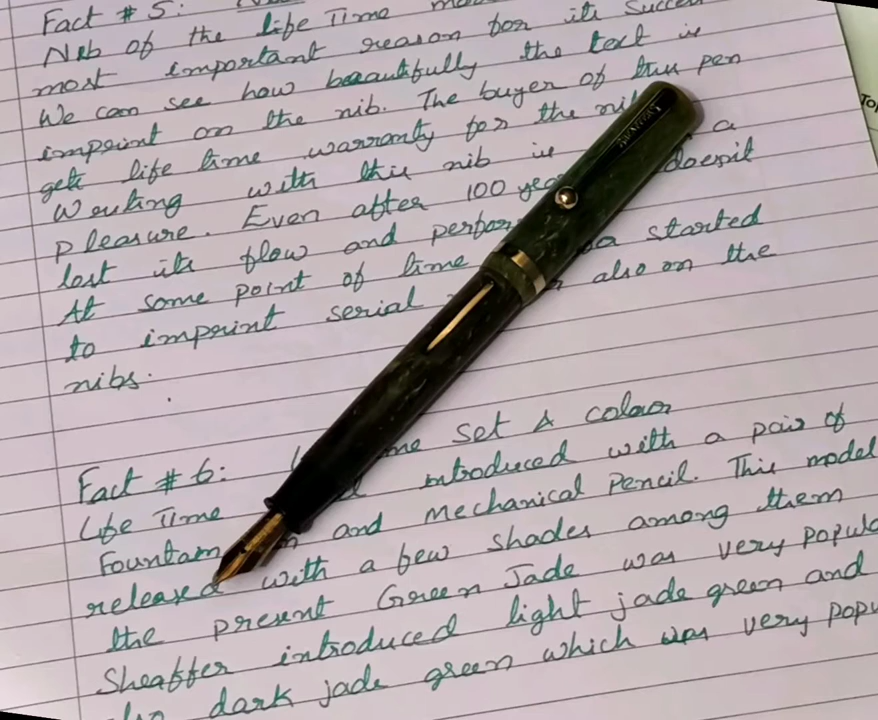 Fact # 5:
Nib of the life Time
most important reason for its
We can see how beautifully the text is
imprint on the nib. The buyer of this pen
gets life time warranty for the
Writing with this nib is a
pleasure. Even after 100 doesn't
lost its flow and started
At some point of time also on the
to imprint serial
nibs.
Fact # 6: set & colour
Life Time introduced with a pair of
Fountain and Mechanical Pencil. This model
released with a few shades among them
the present Green Jade was very
Sheaffer introduced light jade green and
dark jade green which was very